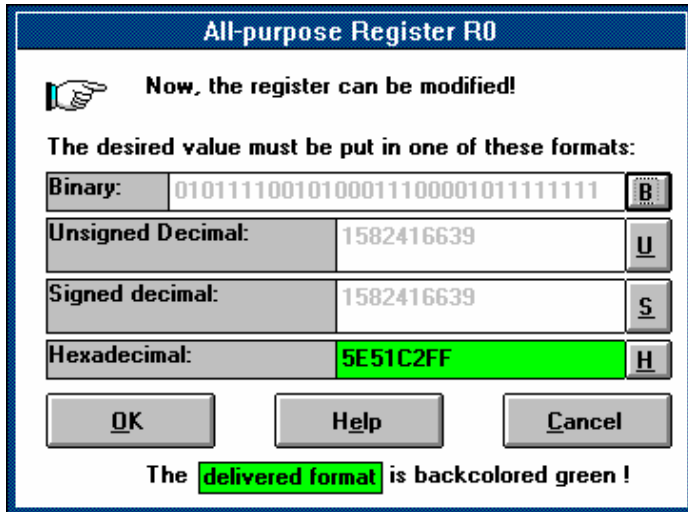 All-purpose Register R0
Now, the register can be modified!
The desired value must be put in one of these formats:
Binary: 01011110010100011100001011111111 B
Unsigned Decimal: 1582416639 U
Signed decimal: 1582416639 S
Hexadecimal: 5E51C2FF H
OK Help Cancel
The delivered format is backcolored green !